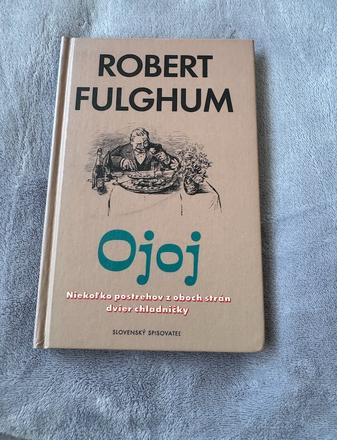 ROBERT
FULGHUM
Ojoj
Niekoľko postrehov z oboch strán
dvier chladničky
SLOVENSKÝ SPISOVATEĽ